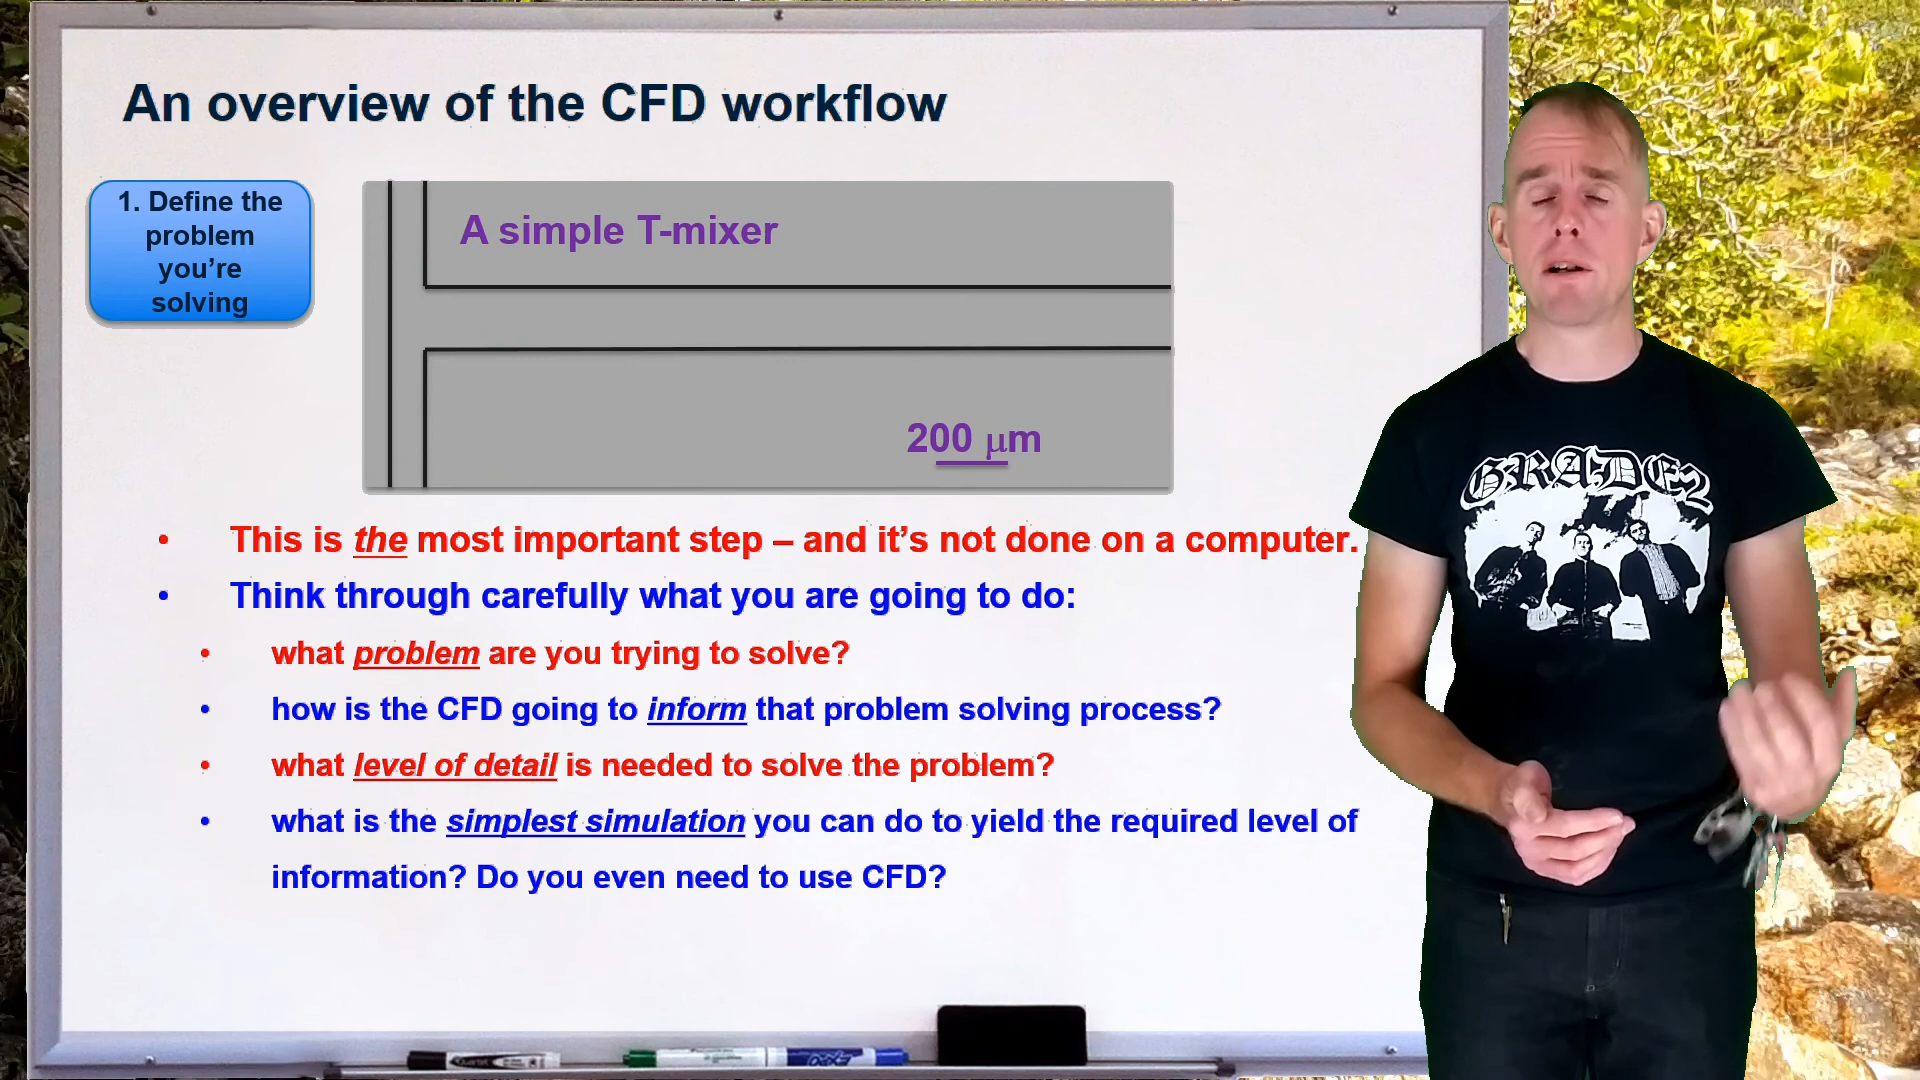 An overview of the CFD workflow
1. Define the
problem
you’re
solving
A simple T-mixer
200 μm
• This is the most important step – and it’s not done on a computer.
• Think through carefully what you are going to do:
• what problem are you trying to solve?
• how is the CFD going to inform that problem solving process?
• what level of detail is needed to solve the problem?
• what is the simplest simulation you can do to yield the required level of
information? Do you even need to use CFD?
GRADE2
Quartet